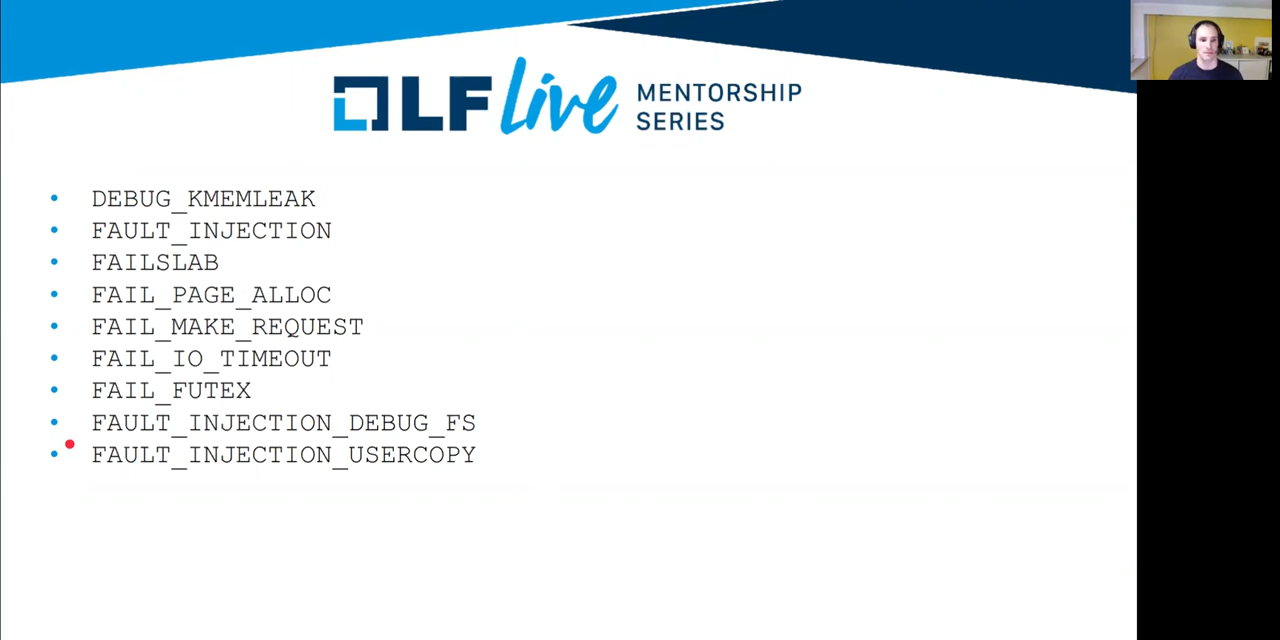 LF Live MENTORSHIP
SERIES
• DEBUG_KMEMLEAK
• FAULT_INJECTION
• FAILSLAB
• FAIL_PAGE_ALLOC
• FAIL_MAKE_REQUEST
• FAIL_IO_TIMEOUT
• FAIL_FUTEX
• FAULT_INJECTION_DEBUG_FS
• FAULT_INJECTION_USERCOPY